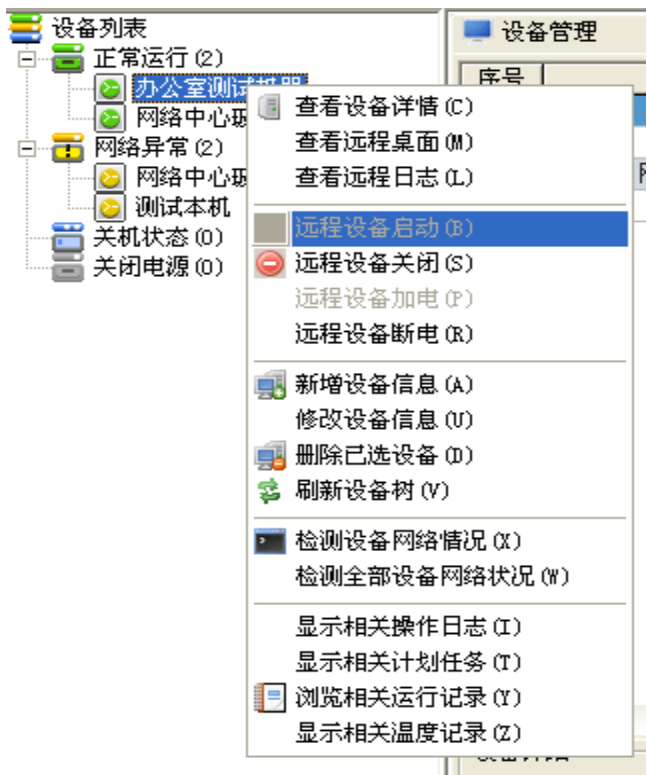 设备列表
正常运行(2)
办公室测试机器
网络中心
网络异常(2)
网络中心
测试本机
关机状态(0)
关闭电源(0)
设备管理
序号
查看设备详情(C)
查看远程桌面(M)
查看远程日志(L)
远程设备启动(B)
远程设备关闭(S)
远程设备加电(P)
远程设备断电(R)
新增设备信息(A)
修改设备信息(U)
删除已选设备(D)
刷新设备树(V)
检测设备网络情况(X)
检测全部设备网络状况(W)
显示相关操作日志(I)
显示相关计划任务(T)
浏览相关运行记录(Y)
显示相关温度记录(Z)